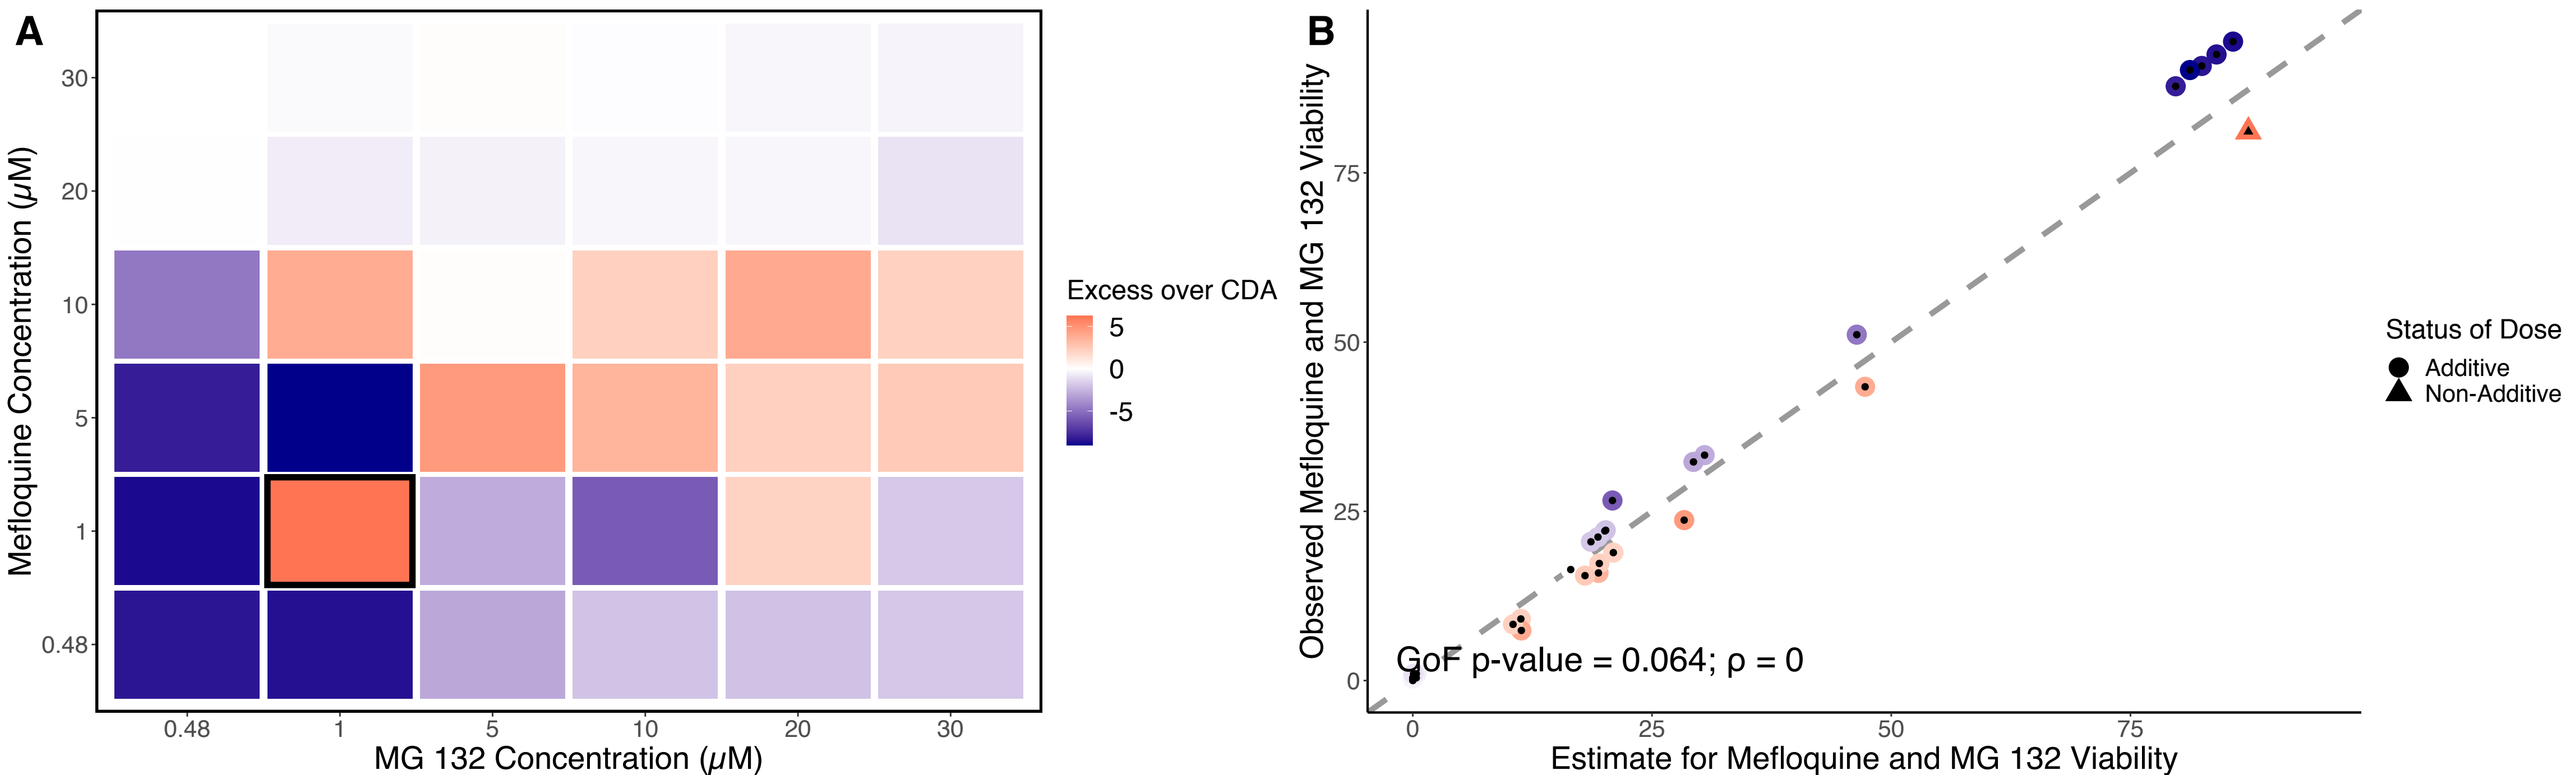 A
Mefloquine Concentration (µM)
30
20
10
5
1
0.48
0.48 1 5 10 20 30
MG 132 Concentration (µM)
Excess over CDA
5
0
-5
B
Observed Mefloquine and MG 132 Viability
75
50
25
0
GoF p-value = 0.064; ρ = 0
0 25 50 75
Estimate for Mefloquine and MG 132 Viability
Status of Dose
Additive
Non-Additive